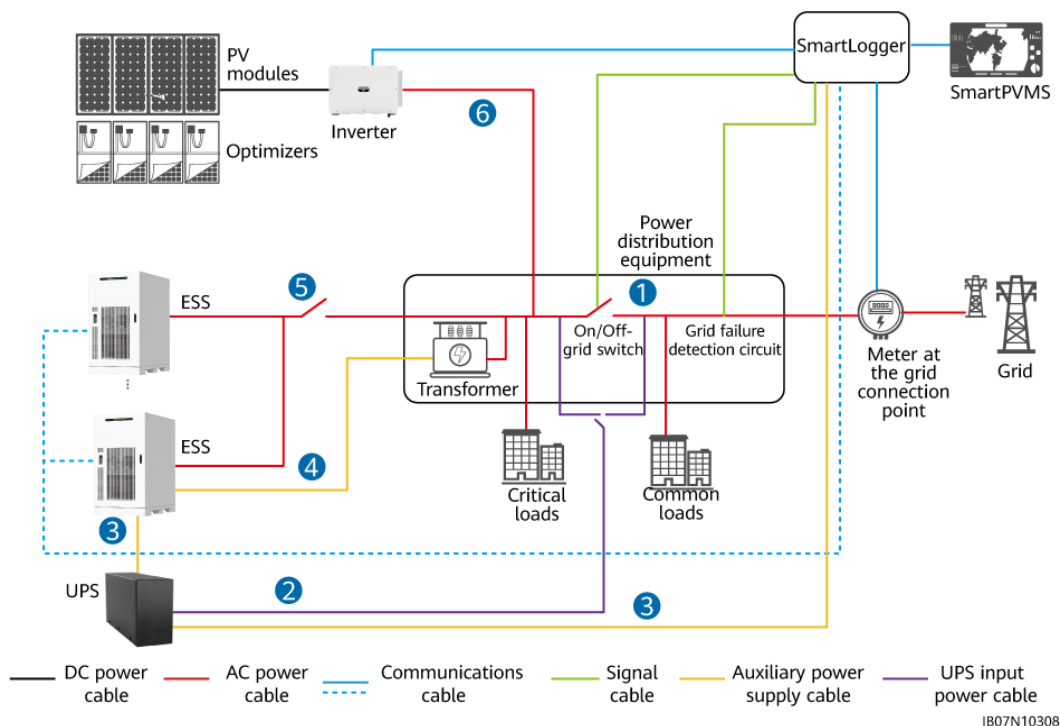 PV
modules
Optimizers
Inverter
6
SmartLogger
SmartPVMS
Power
distribution
equipment
ESS
5
1
On/Off-
grid switch
Grid failure
detection circuit
Transformer
Meter at
the grid
connection
point
Grid
ESS
4
Critical
loads
Common
loads
3
UPS
2
3
DC power
cable
AC power
cable
Communications
cable
Signal
cable
Auxiliary power
supply cable
UPS input
power cable
IB07N10308